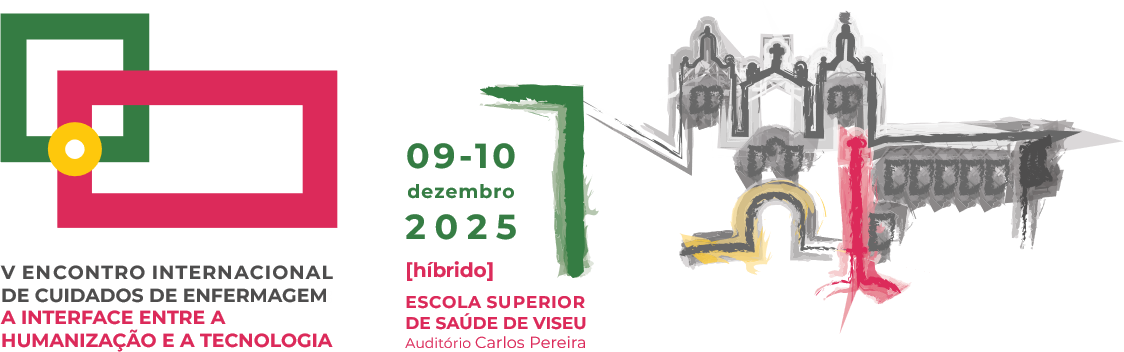 V ENCONTRO INTERNACIONAL
DE CUIDADOS DE ENFERMAGEM
A INTERFACE ENTRE A
HUMANIZAÇÃO E A TECNOLOGIA
09-10
dezembro
2025
[híbrido]
ESCOLA SUPERIOR
DE SAÚDE DE VISEU
Auditório Carlos Pereira